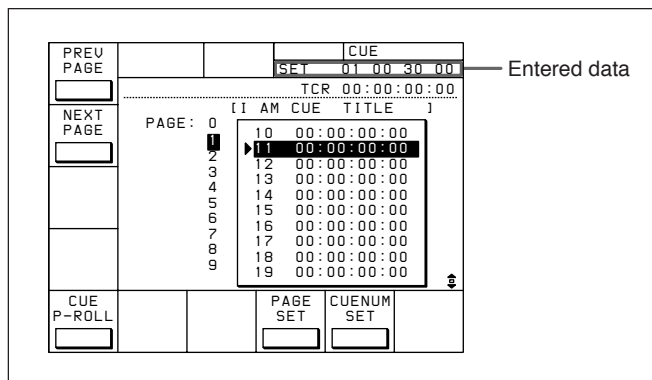 CUE
PREV PAGE
SET 01 00 30 00
Entered data
TCR 00:00:00:00
[I AM CUE TITLE ]
NEXT PAGE
PAGE: 0
1
2
3
4
5
6
7
8
9
10 00:00:00:00
▶11 00:00:00:00
12 00:00:00:00
13 00:00:00:00
14 00:00:00:00
15 00:00:00:00
16 00:00:00:00
17 00:00:00:00
18 00:00:00:00
19 00:00:00:00
CUE P-ROLL
PAGE SET
CUENUM SET